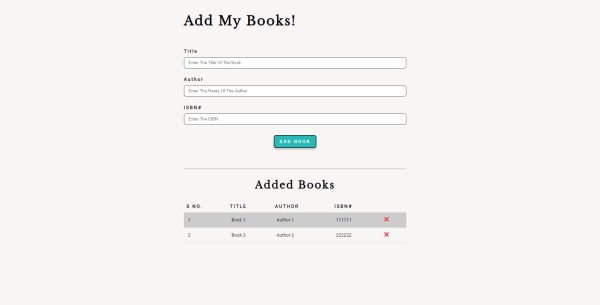 Add My Books!
Title
Enter The Title Of The Book
Author
Enter The Name Of The Author
ISBN#
Enter The ISBN
ADD BOOK
Added Books
S NO. TITLE AUTHOR ISBN#
1 Book 1 Author 1 111111
2 Book 2 Author 2 222222